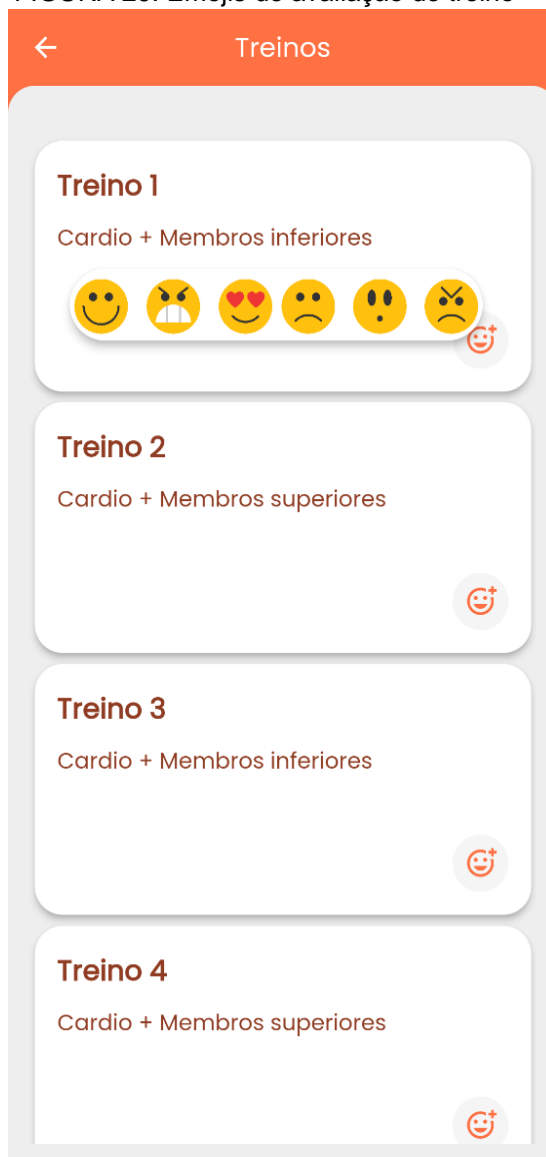 Treinos
Treino 1
Cardio + Membros inferiores
Treino 2
Cardio + Membros superiores
Treino 3
Cardio + Membros inferiores
Treino 4
Cardio + Membros superiores